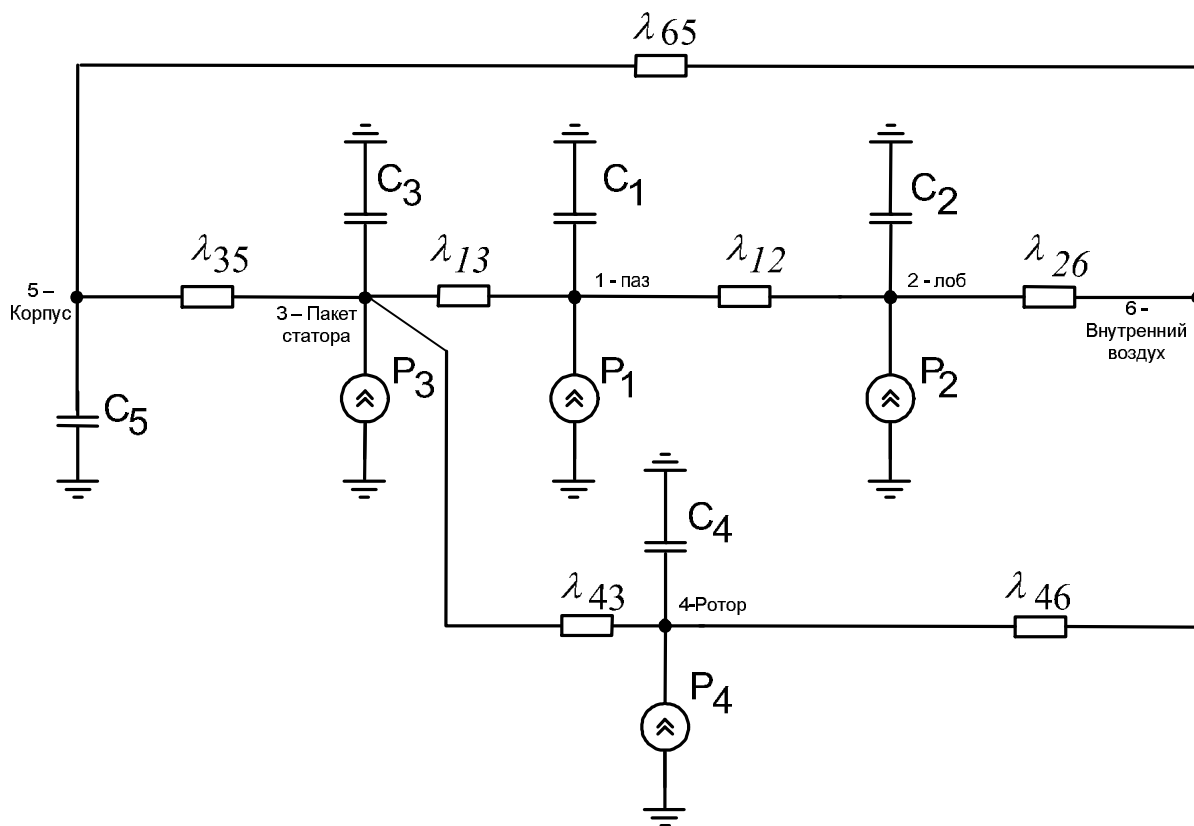 λ65
C3
C1
C2
λ35
λ13
λ12
λ26
5 –
Корпус
3 – Пакет
статора
1 - паз
2 - лоб
6 -
Внутренний
воздух
P3
P1
P2
C5
C4
λ43
4-Ротор
λ46
P4